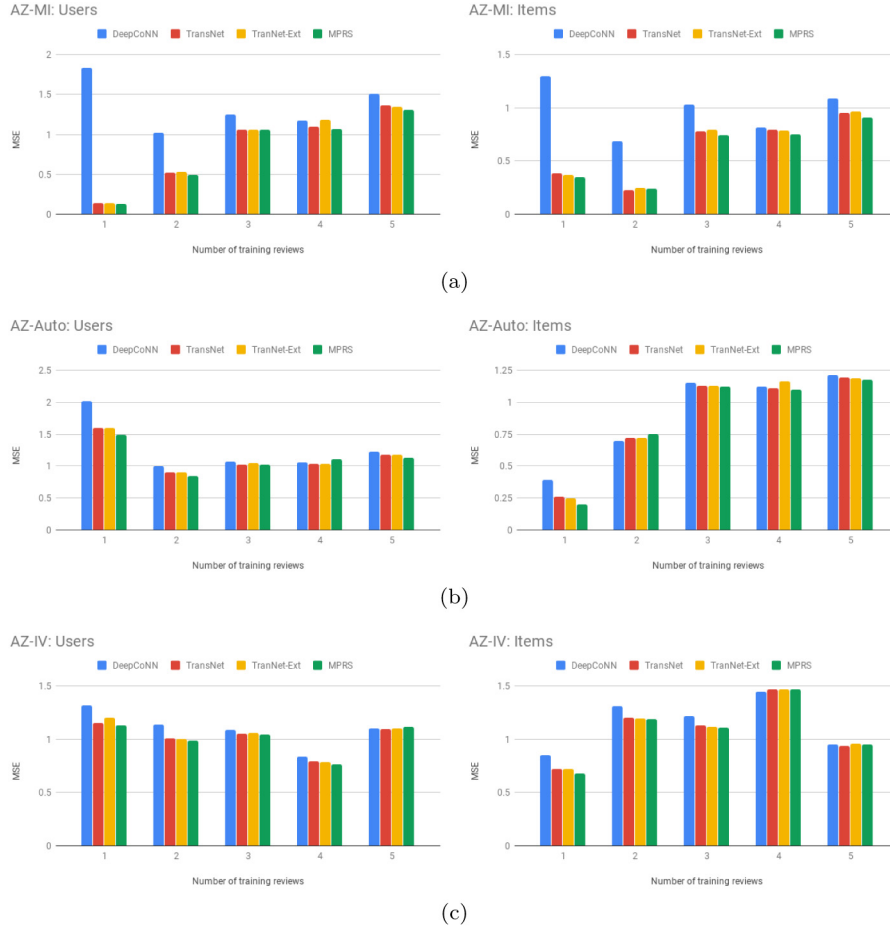 AZ-MI: Users
DeepCoNN TransNet TranNet-Ext MPRS
2
1.5
1
0.5
0
MSE
1 2 3 4 5
Number of training reviews
AZ-MI: Items
DeepCoNN TransNet TranNet-Ext MPRS
1.5
1
0.5
0
MSE
1 2 3 4 5
Number of training reviews
(a)
AZ-Auto: Users
DeepCoNN TransNet TranNet-Ext MPRS
2.5
2
1.5
1
0.5
0
MSE
1 2 3 4 5
Number of training reviews
AZ-Auto: Items
DeepCoNN TransNet TranNet-Ext MPRS
1.25
1
0.75
0.5
0.25
0
MSE
1 2 3 4 5
Number of training reviews
(b)
AZ-IV: Users
DeepCoNN TransNet TranNet-Ext MPRS
1.5
1
0.5
0
MSE
1 2 3 4 5
Number of training reviews
AZ-IV: Items
DeepCoNN TransNet TranNet-Ext MPRS
1.5
1
0.5
0
MSE
1 2 3 4 5
Number of training reviews
(c)